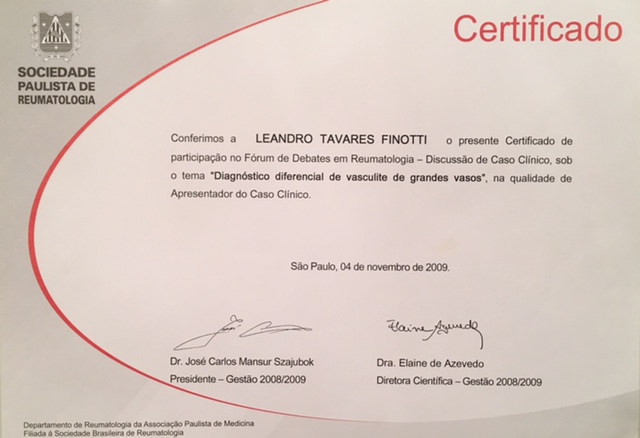 Certificado
SOCIEDADE
PAULISTA DE
REUMATOLOGIA
Conferimos a LEANDRO TAVARES FINOTTI o presente Certificado de
participação no Fórum de Debates em Reumatologia – Discussão de Caso Clínico, sob
o tema "Diagnóstico diferencial de vasculite de grandes vasos", na qualidade de
Apresentador do Caso Clínico.
São Paulo, 04 de novembro de 2009.
Elaine Azevedo
Dr. José Carlos Mansur Szajubok
Presidente – Gestão 2008/2009
Dra. Elaine de Azevedo
Diretora Científica – Gestão 2008/2009
Departamento de Reumatologia da Associação Paulista de Medicina
Filiada à Sociedade Brasileira de Reumatologia